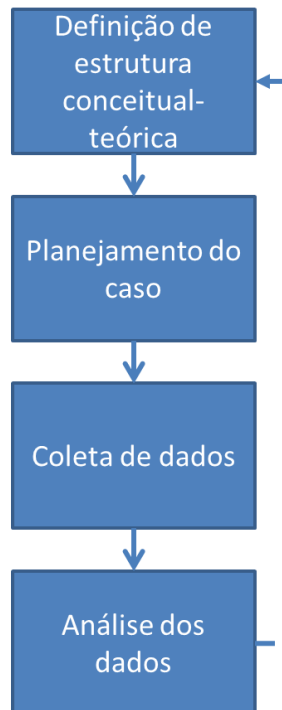 Definição de
estrutura
conceitual-
teórica
Planejamento do
caso
Coleta de dados
Análise dos
dados